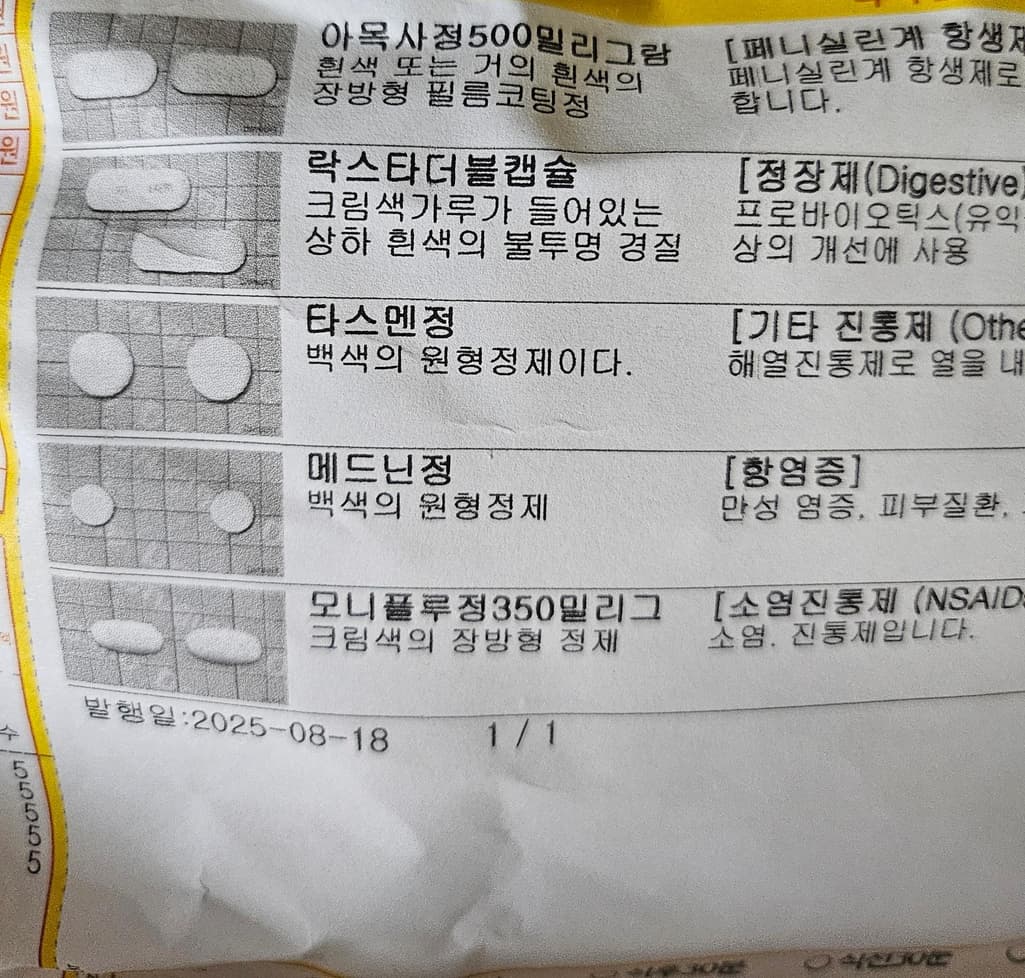 아목사정500밀리그람
흰색 또는 거의 흰색의
장방형 필름코팅정
[페니실린계 항생제
페니실린계 항생제로
합니다.
락스타더블캡슐
크림색가루가 들어있는
상하 흰색의 불투명 경질
[정장제(Digestive)
프로바이오틱스(유익
상의 개선에 사용
타스멘정
백색의 원형정제이다.
[기타 진통제 (Othe
해열진통제로 열을 내
메드닌정
백색의 원형정제
[항염증]
만성 염증, 피부질환,
모니플루정350밀리그
크림색의 장방형 정제
[소염진통제 (NSAID
소염. 진통제입니다.
발행일:2025-08-18
1 / 1
수
55555